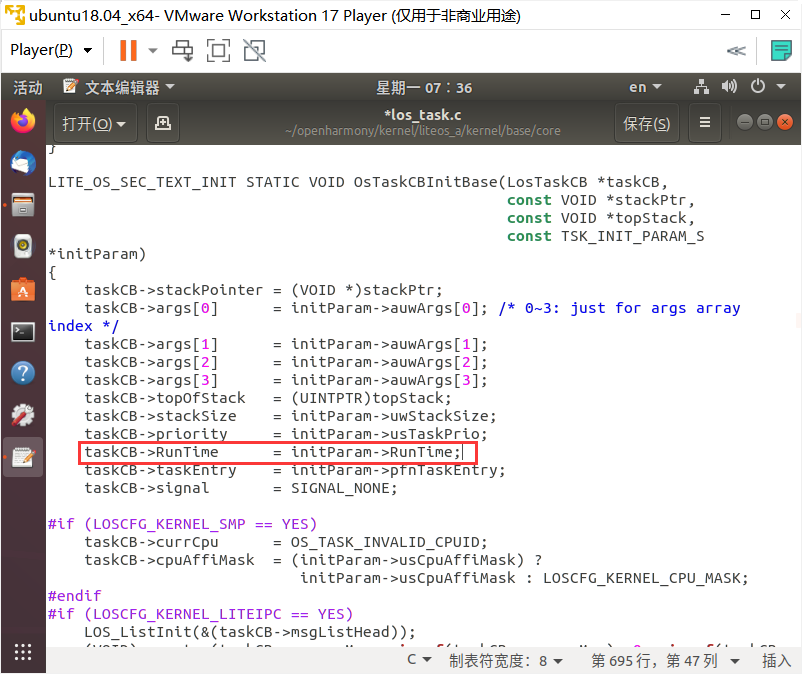 ubuntu18.04_x64- VMware Workstation 17 Player (仅用于非商业用途)
Player(P)
活动 文本编辑器 星期一 07：36 en
打开(O) *los_task.c 保存(S)
~/openharmony/kernel/liteos_a/kernel/base/core
}
LITE_OS_SEC_TEXT_INIT STATIC VOID OsTaskCBInitBase(LosTaskCB *taskCB,
const VOID *stackPtr,
const VOID *topStack,
const TSK_INIT_PARAM_S
*initParam)
{
taskCB->stackPointer = (VOID *)stackPtr;
taskCB->args[0] = initParam->auwArgs[0]; /* 0~3: just for args array
index */
taskCB->args[1] = initParam->auwArgs[1];
taskCB->args[2] = initParam->auwArgs[2];
taskCB->args[3] = initParam->auwArgs[3];
taskCB->topOfStack = (UINTPTR)topStack;
taskCB->stackSize = initParam->uwStackSize;
taskCB->priority = initParam->usTaskPrio;
taskCB->RunTime = initParam->RunTime;
taskCB->taskEntry = initParam->pfnTaskEntry;
taskCB->signal = SIGNAL_NONE;
#if (LOSCFG_KERNEL_SMP == YES)
taskCB->currCpu = OS_TASK_INVALID_CPUID;
taskCB->cpuAffiMask = (initParam->usCpuAffiMask) ?
initParam->usCpuAffiMask : LOSCFG_KERNEL_CPU_MASK;
#endif
#if (LOSCFG_KERNEL_LITEIPC == YES)
LOS_ListInit(&(taskCB->msgListHead));
C 制表符宽度：8 第 695 行，第 47 列 插入